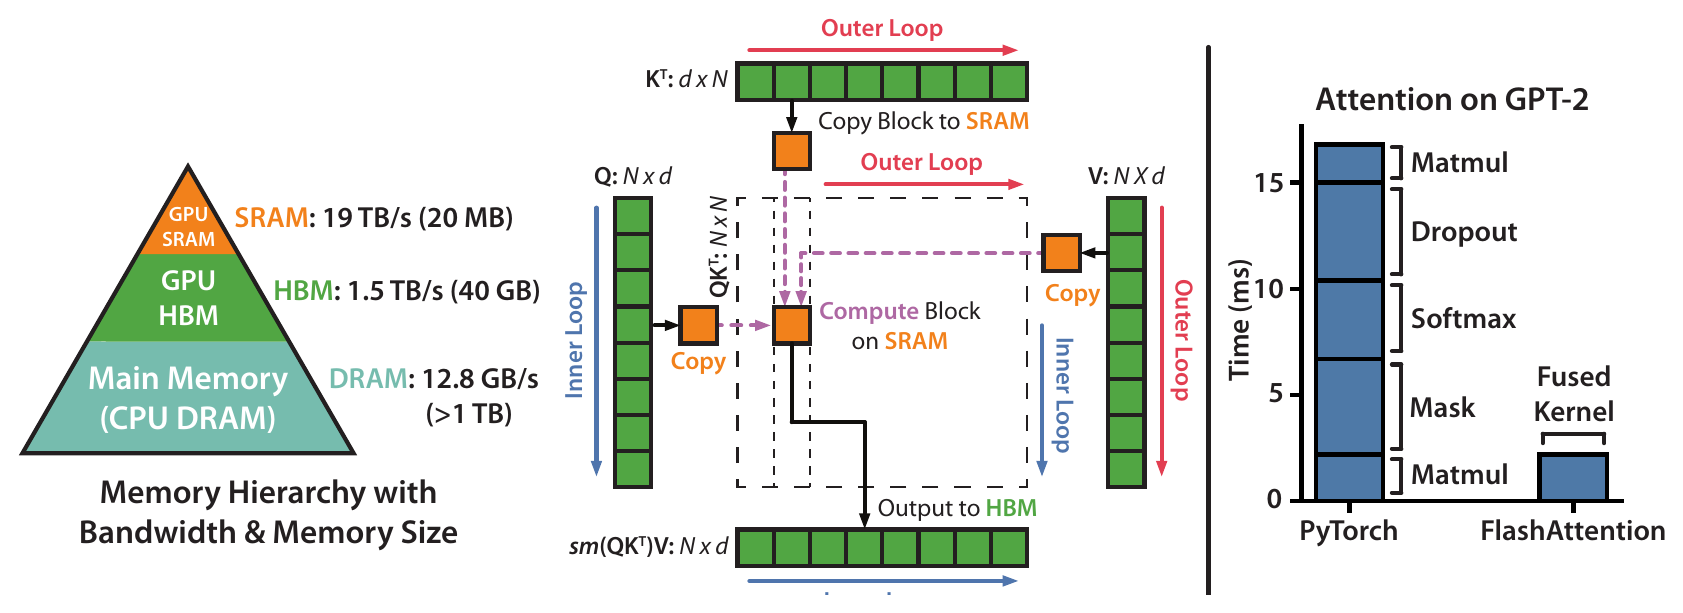 GPU
SRAM
GPU
HBM
Main Memory
(CPU DRAM)
SRAM: 19 TB/s (20 MB)
HBM: 1.5 TB/s (40 GB)
DRAM: 12.8 GB/s
(>1 TB)
Memory Hierarchy with
Bandwidth & Memory Size
Outer Loop
Kᵀ: d x N
Copy Block to SRAM
Outer Loop
Q: N x d
V: N X d
QKᵀ: N x N
Inner Loop
Copy
Compute Block
on SRAM
Copy
Inner Loop
Outer Loop
Output to HBM
sm(QKᵀ)V: N x d
Attention on GPT-2
Time (ms)
15
10
5
0
Matmul
Dropout
Softmax
Mask
Matmul
Fused
Kernel
PyTorch
FlashAttention